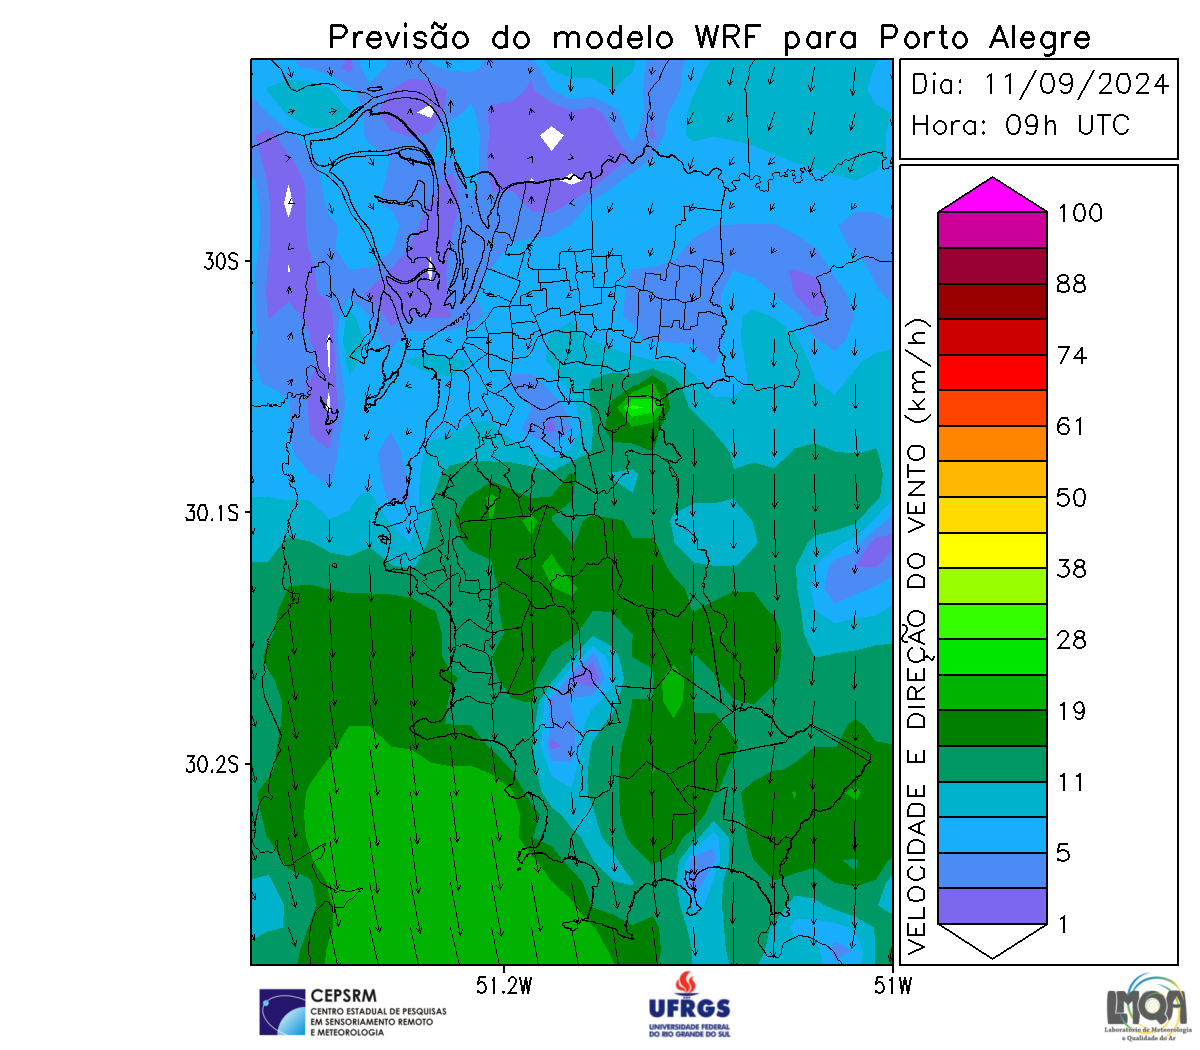 Previsão do modelo WRF para Porto Alegre
Dia: 11/09/2024
Hora: 09h UTC
VELOCIDADE E DIREÇÃO DO VENTO (km/h)
100
88
74
61
50
38
28
19
11
5
1
30S
30.1S
30.2S
51.2W
51W
CEPSRM
CENTRO ESTADUAL DE PESQUISAS
EM SENSORIAMENTO REMOTO
E METEOROLOGIA
UFRGS
UNIVERSIDADE FEDERAL
DO RIO GRANDE DO SUL
LMQA
Laboratório de Meteorologia
e Qualidade do Ar